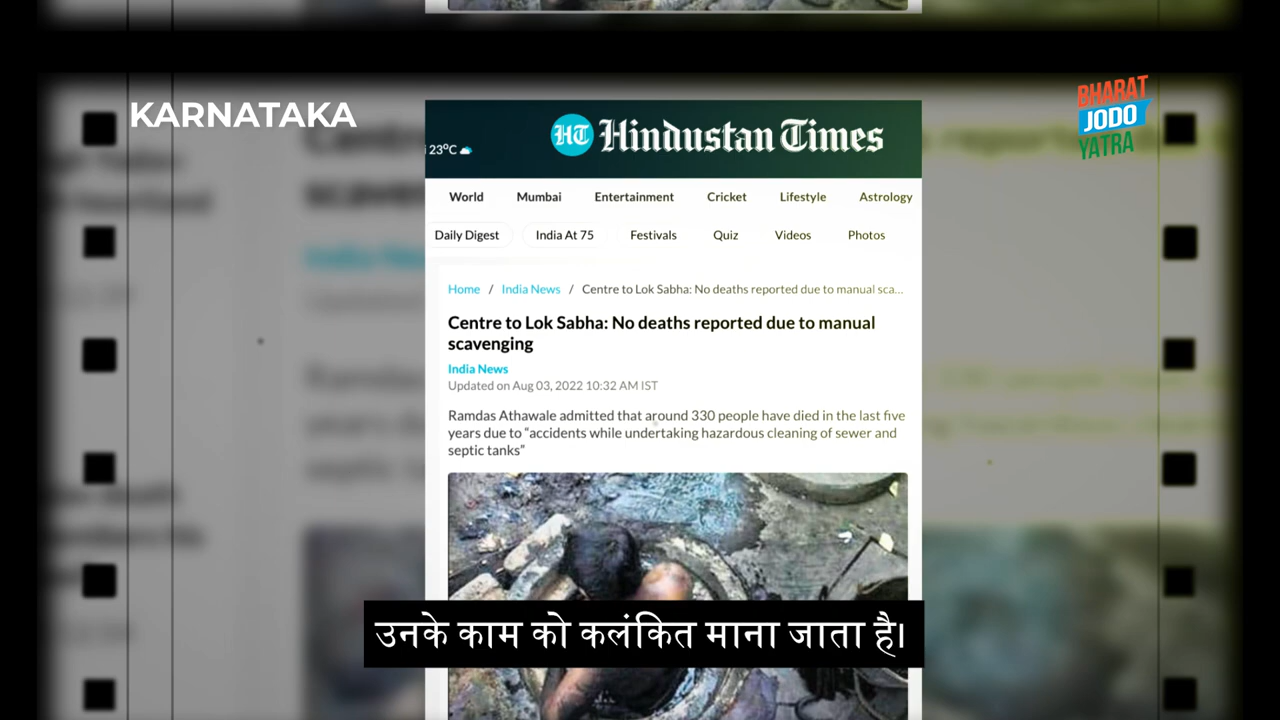 KARNATAKA
BHARAT
JODO
YATRA
23°C
HT Hindustan Times
World Mumbai Entertainment Cricket Lifestyle Astrology
Daily Digest India At 75 Festivals Quiz Videos Photos
Home / India News / Centre to Lok Sabha: No deaths reported due to manual sca...
Centre to Lok Sabha: No deaths reported due to manual
scavenging
India News
Updated on Aug 03, 2022 10:32 AM IST
Ramdas Athawale admitted that around 330 people have died in the last five
years due to “accidents while undertaking hazardous cleaning of sewer and
septic tanks”
उनके काम को कलंकित माना जाता है।